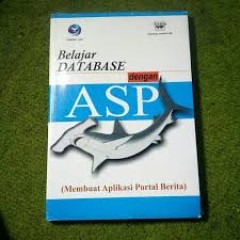 Belajar
DATABASE
dengan
ASP
(Membuat Aplikasi Portal Berita)